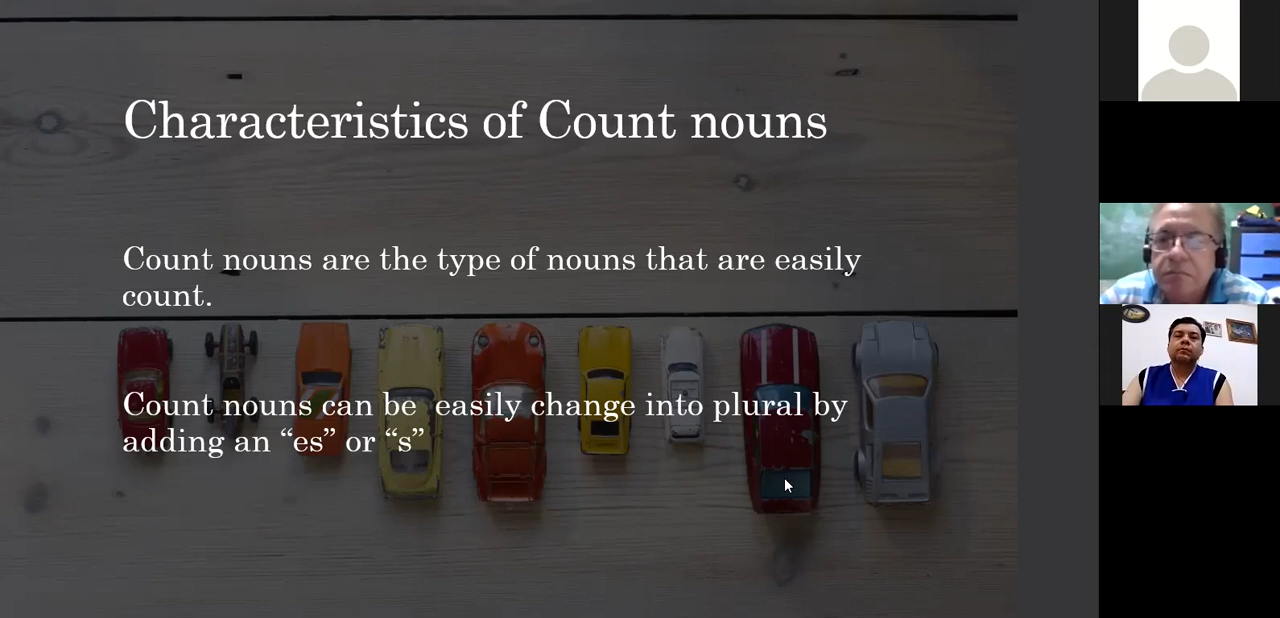 Characteristics of Count nouns
Count nouns are the type of nouns that are easily
count.
Count nouns can be  easily change into plural by
adding an “es” or “s”